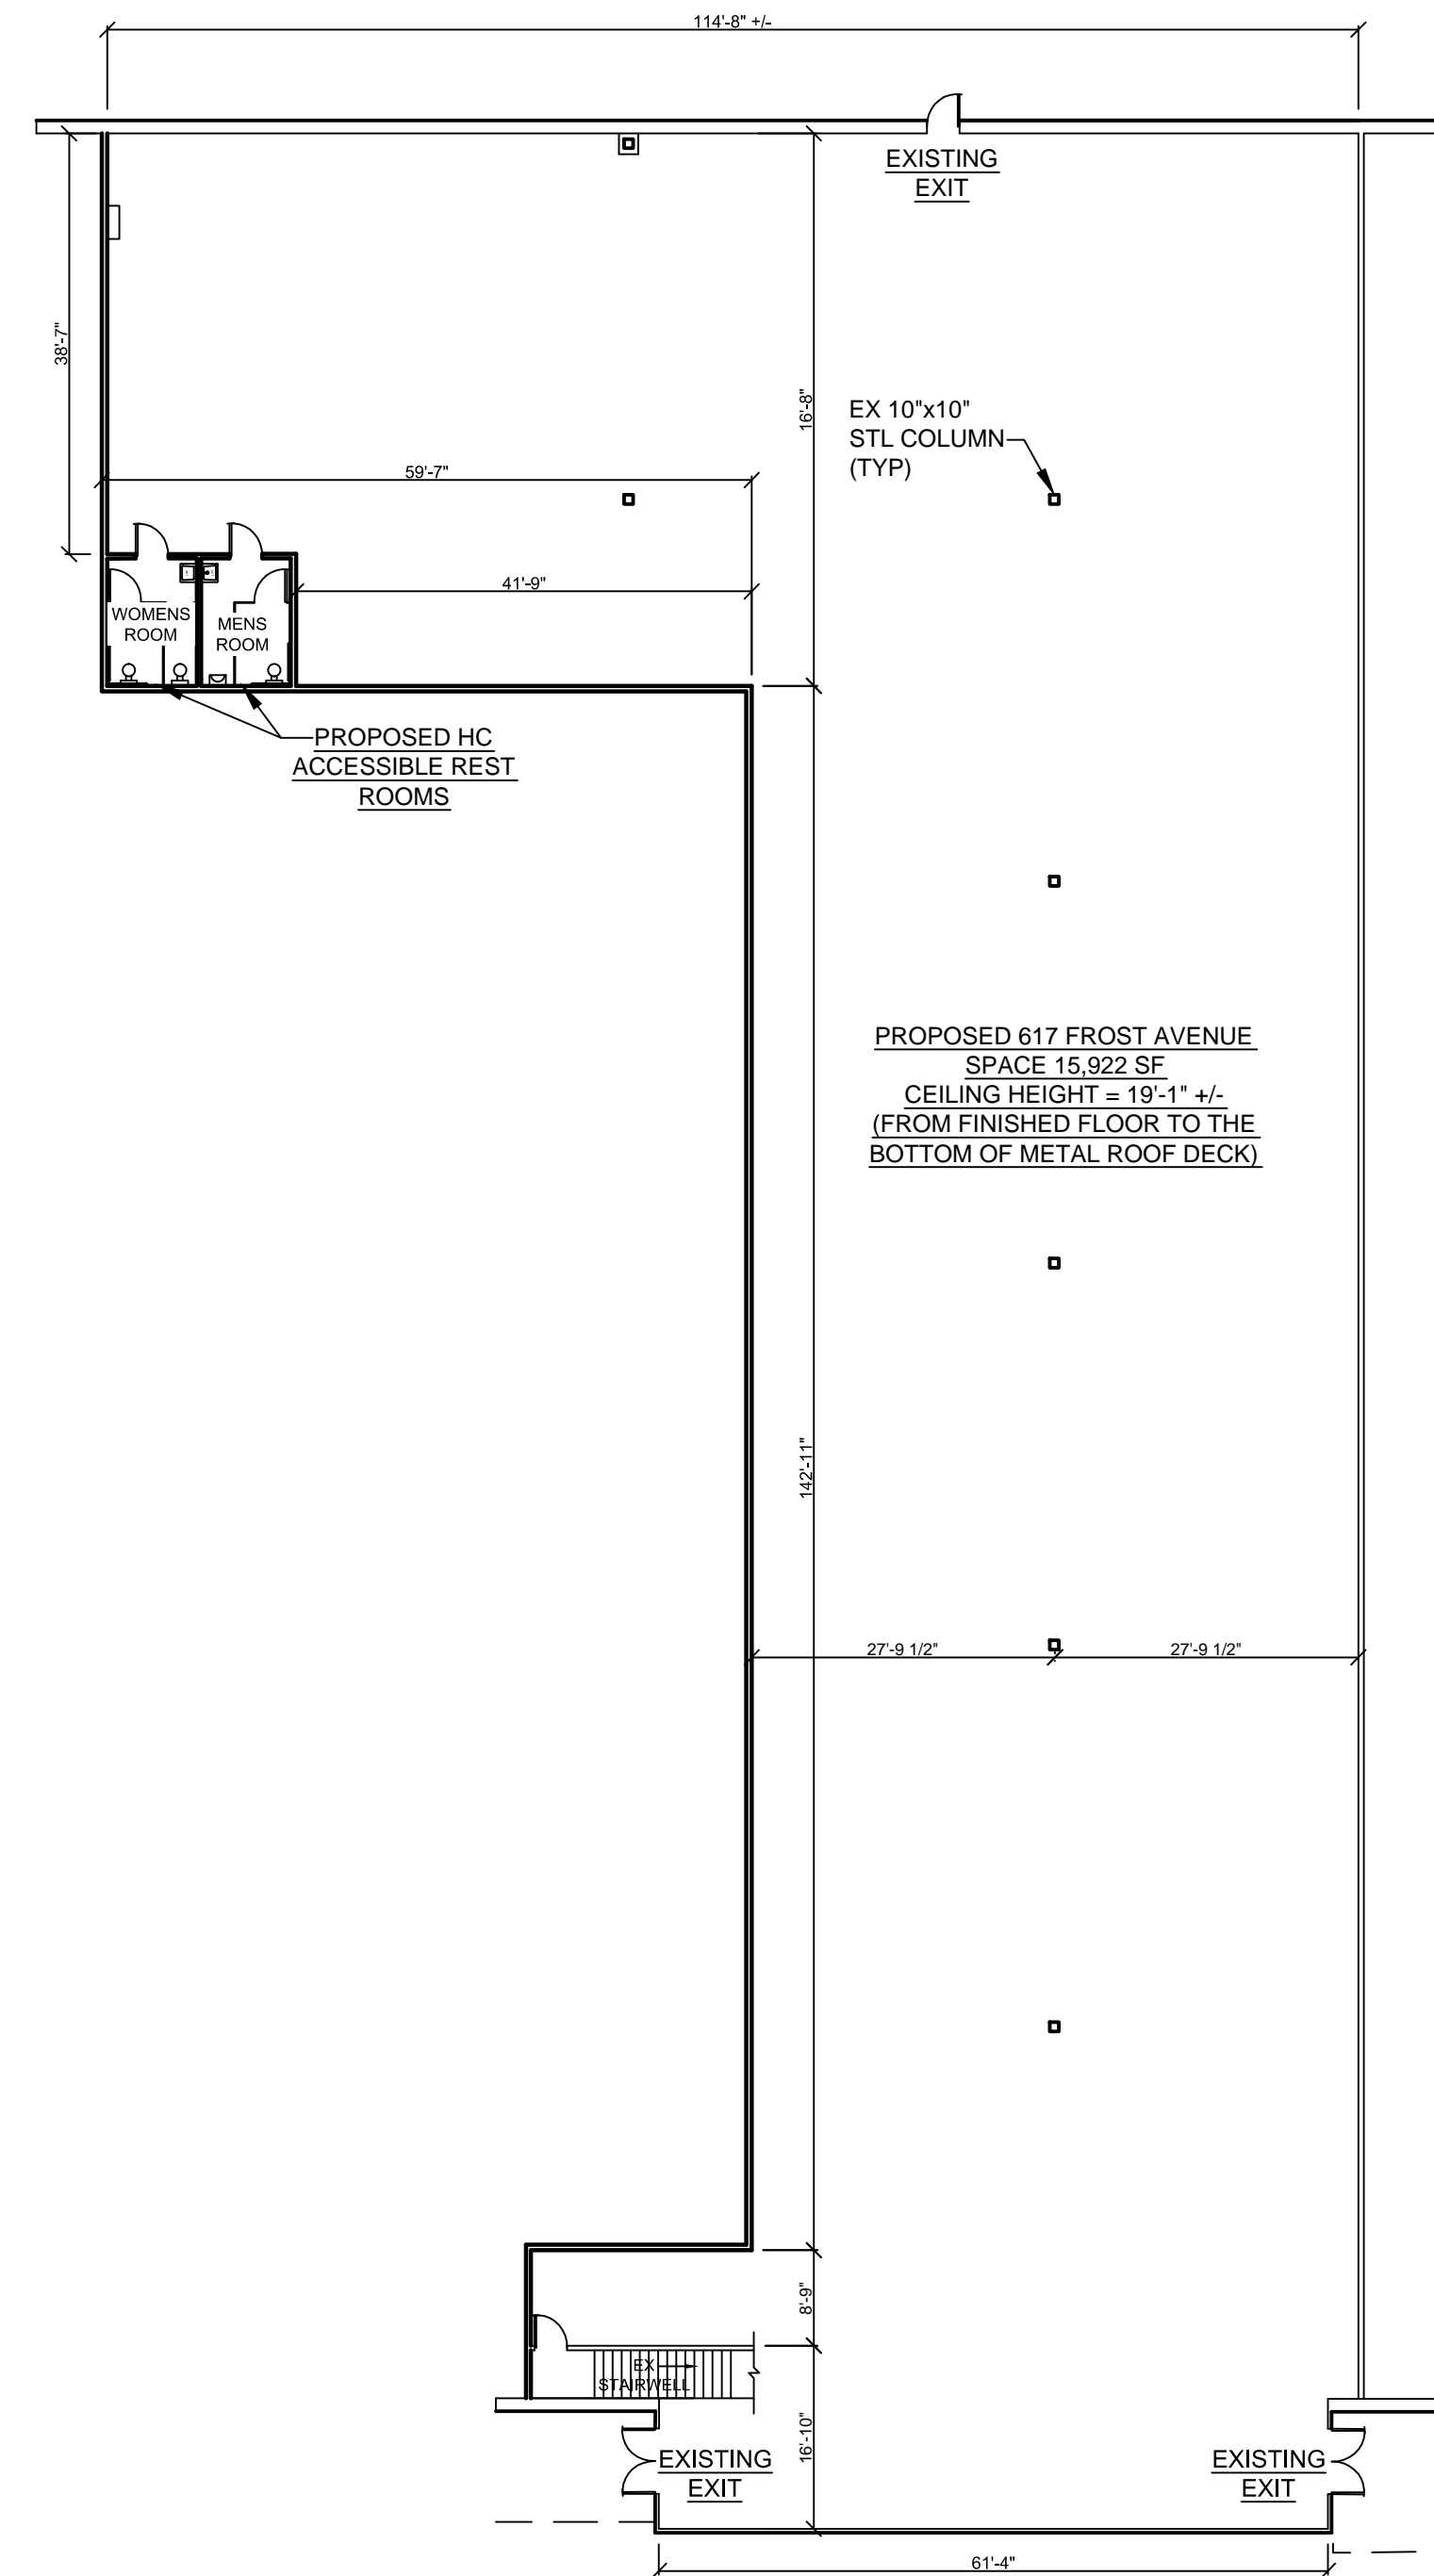 114'-8" +/-
EXISTING
EXIT
38'-7"
16'-8"
EX 10"x10"
STL COLUMN
(TYP)
59'-7"
41'-9"
WOMENS
ROOM
MENS
ROOM
PROPOSED HC
ACCESSIBLE REST
ROOMS
PROPOSED 617 FROST AVENUE
SPACE 15,922 SF
CEILING HEIGHT = 19'-1" +/-
(FROM FINISHED FLOOR TO THE
BOTTOM OF METAL ROOF DECK)
142'-11"
27'-9 1/2"
27'-9 1/2"
8'-9"
EX
STAIRWELL
16'-10"
EXISTING
EXIT
EXISTING
EXIT
61'-4"